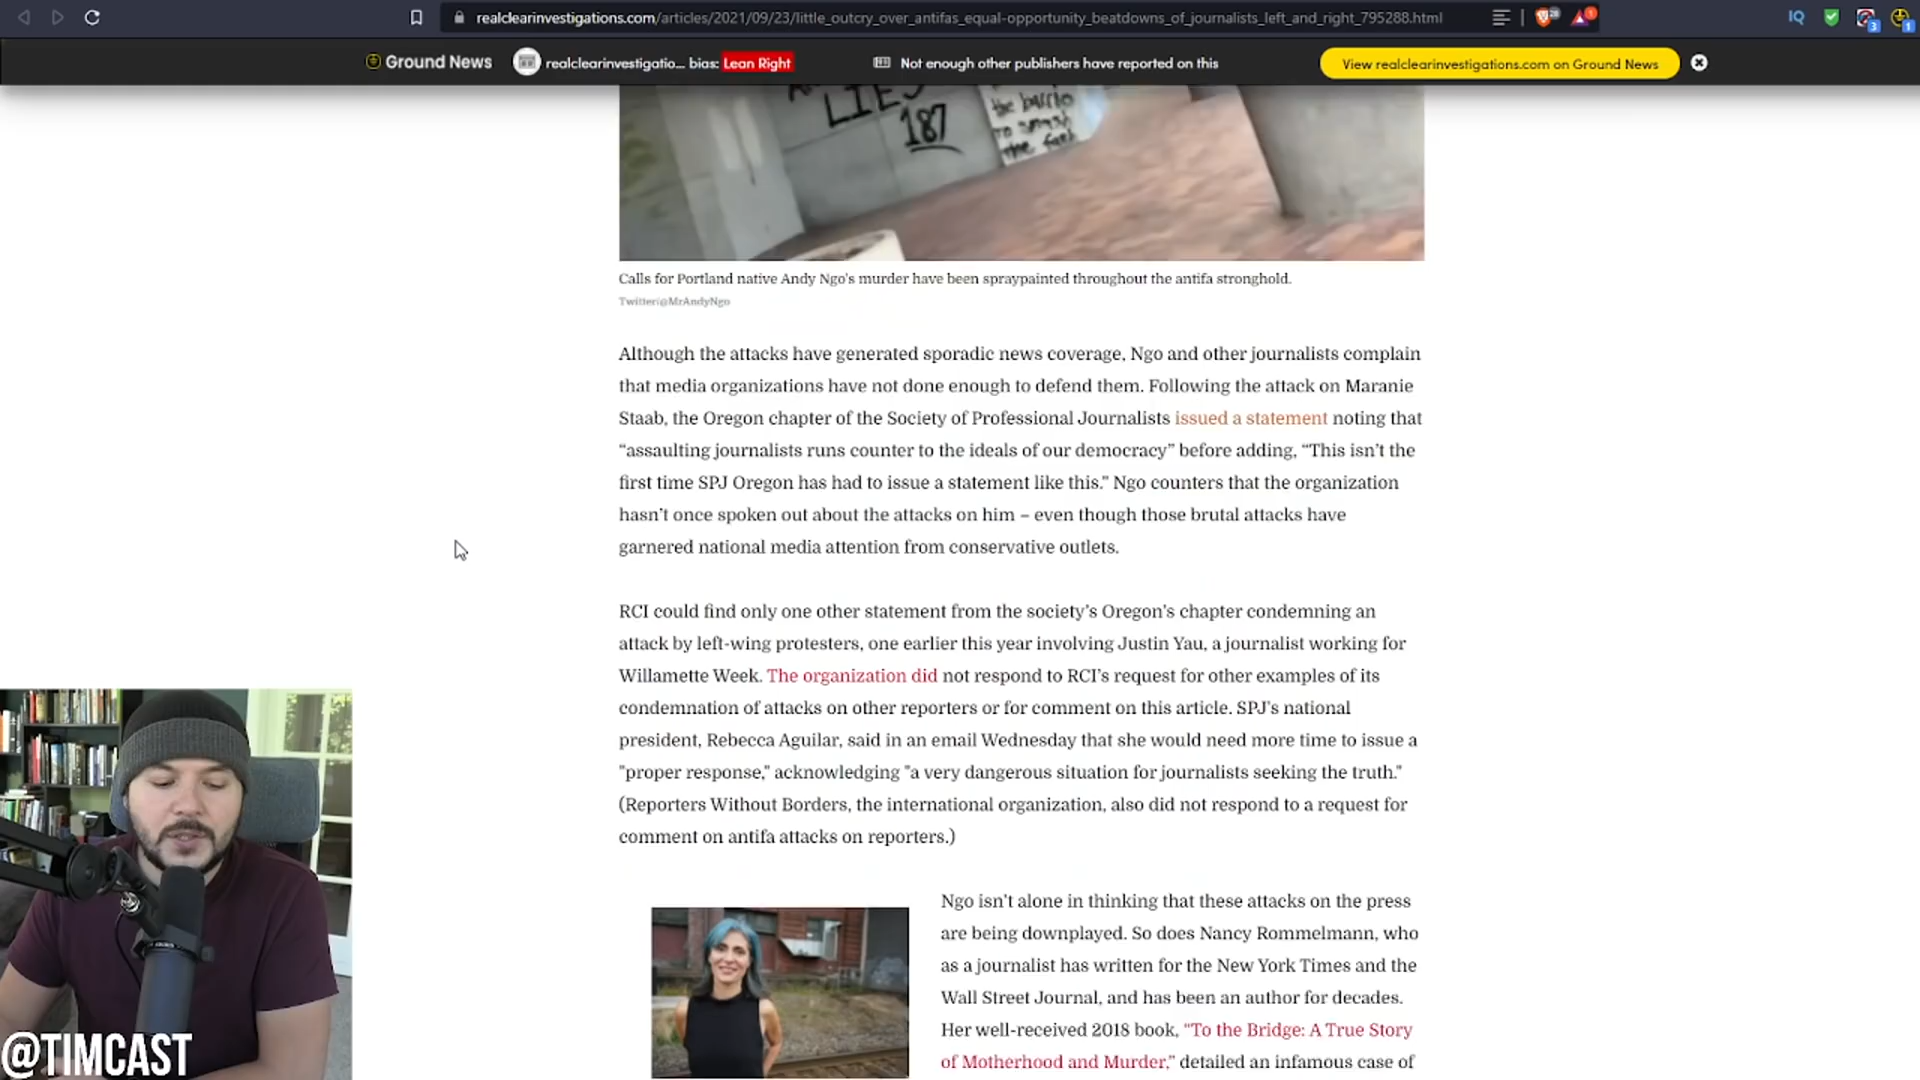 realclearinvestigations.com/articles/2021/09/23/little_outcry_over_antifas_equal-opportunity_beatdowns_of_journalists_left_and_right_795288.html
Ground News realclearinvestigatio... bias: Lean Right Not enough other publishers have reported on this View realclearinvestigations.com on Ground News
LIES
187
the barrio
to smash
the
Calls for Portland native Andy Ngo's murder have been spraypainted throughout the antifa stronghold.
Twitter/@MrAndyNgo
Although the attacks have generated sporadic news coverage, Ngo and other journalists complain
that media organizations have not done enough to defend them. Following the attack on Maranie
Staab, the Oregon chapter of the Society of Professional Journalists issued a statement noting that
“assaulting journalists runs counter to the ideals of our democracy” before adding, “This isn’t the
first time SPJ Oregon has had to issue a statement like this.” Ngo counters that the organization
hasn’t once spoken out about the attacks on him – even though those brutal attacks have
garnered national media attention from conservative outlets.
RCI could find only one other statement from the society’s Oregon’s chapter condemning an
attack by left-wing protesters, one earlier this year involving Justin Yau, a journalist working for
Willamette Week. The organization did not respond to RCI’s request for other examples of its
condemnation of attacks on other reporters or for comment on this article. SPJ’s national
president, Rebecca Aguilar, said in an email Wednesday that she would need more time to issue a
"proper response," acknowledging "a very dangerous situation for journalists seeking the truth."
(Reporters Without Borders, the international organization, also did not respond to a request for
comment on antifa attacks on reporters.)
Ngo isn’t alone in thinking that these attacks on the press
are being downplayed. So does Nancy Rommelmann, who
as a journalist has written for the New York Times and the
Wall Street Journal, and has been an author for decades.
Her well-received 2018 book, “To the Bridge: A True Story
of Motherhood and Murder,” detailed an infamous case of
@TIMCAST